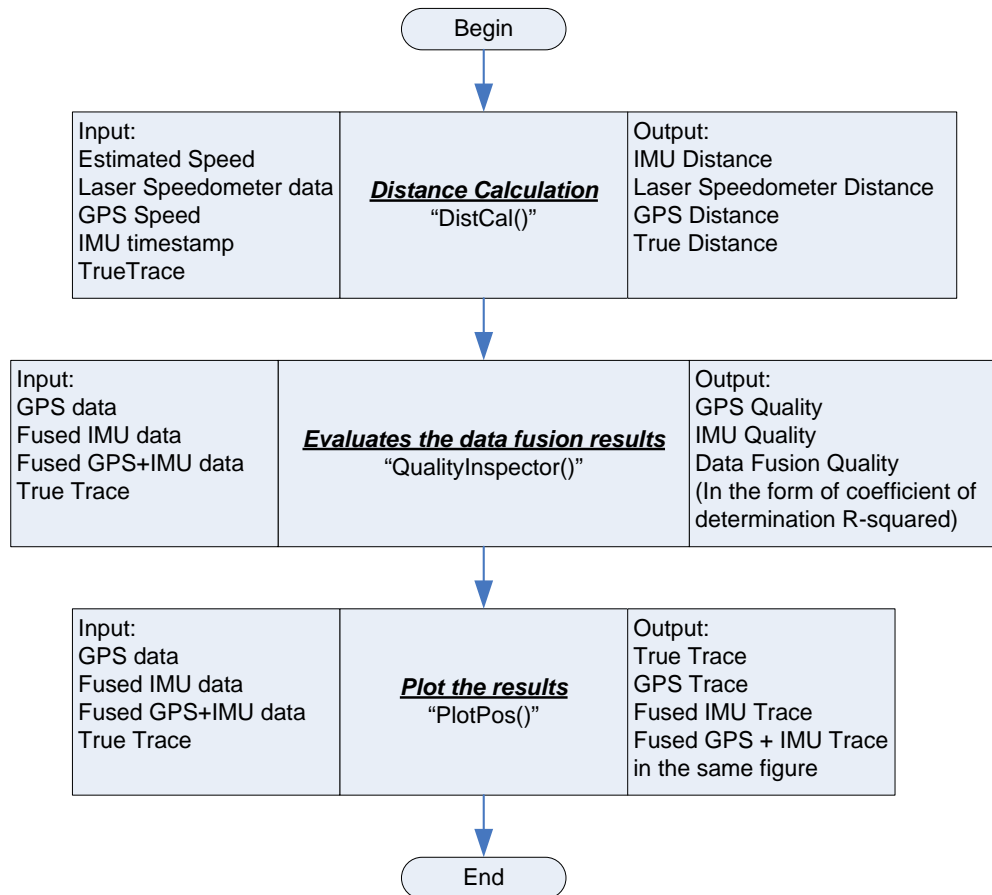 Begin
Input:
Estimated Speed
Laser Speedometer data
GPS Speed
IMU timestamp
TrueTrace
Distance Calculation
“DistCal()”
Output:
IMU Distance
Laser Speedometer Distance
GPS Distance
True Distance
Input:
GPS data
Fused IMU data
Fused GPS+IMU data
True Trace
Evaluates the data fusion results
“QualityInspector()”
Output:
GPS Quality
IMU Quality
Data Fusion Quality
(In the form of coefficient of
determination R-squared)
Input:
GPS data
Fused IMU data
Fused GPS+IMU data
True Trace
Plot the results
“PlotPos()”
Output:
True Trace
GPS Trace
Fused IMU Trace
Fused GPS + IMU Trace
in the same figure
End